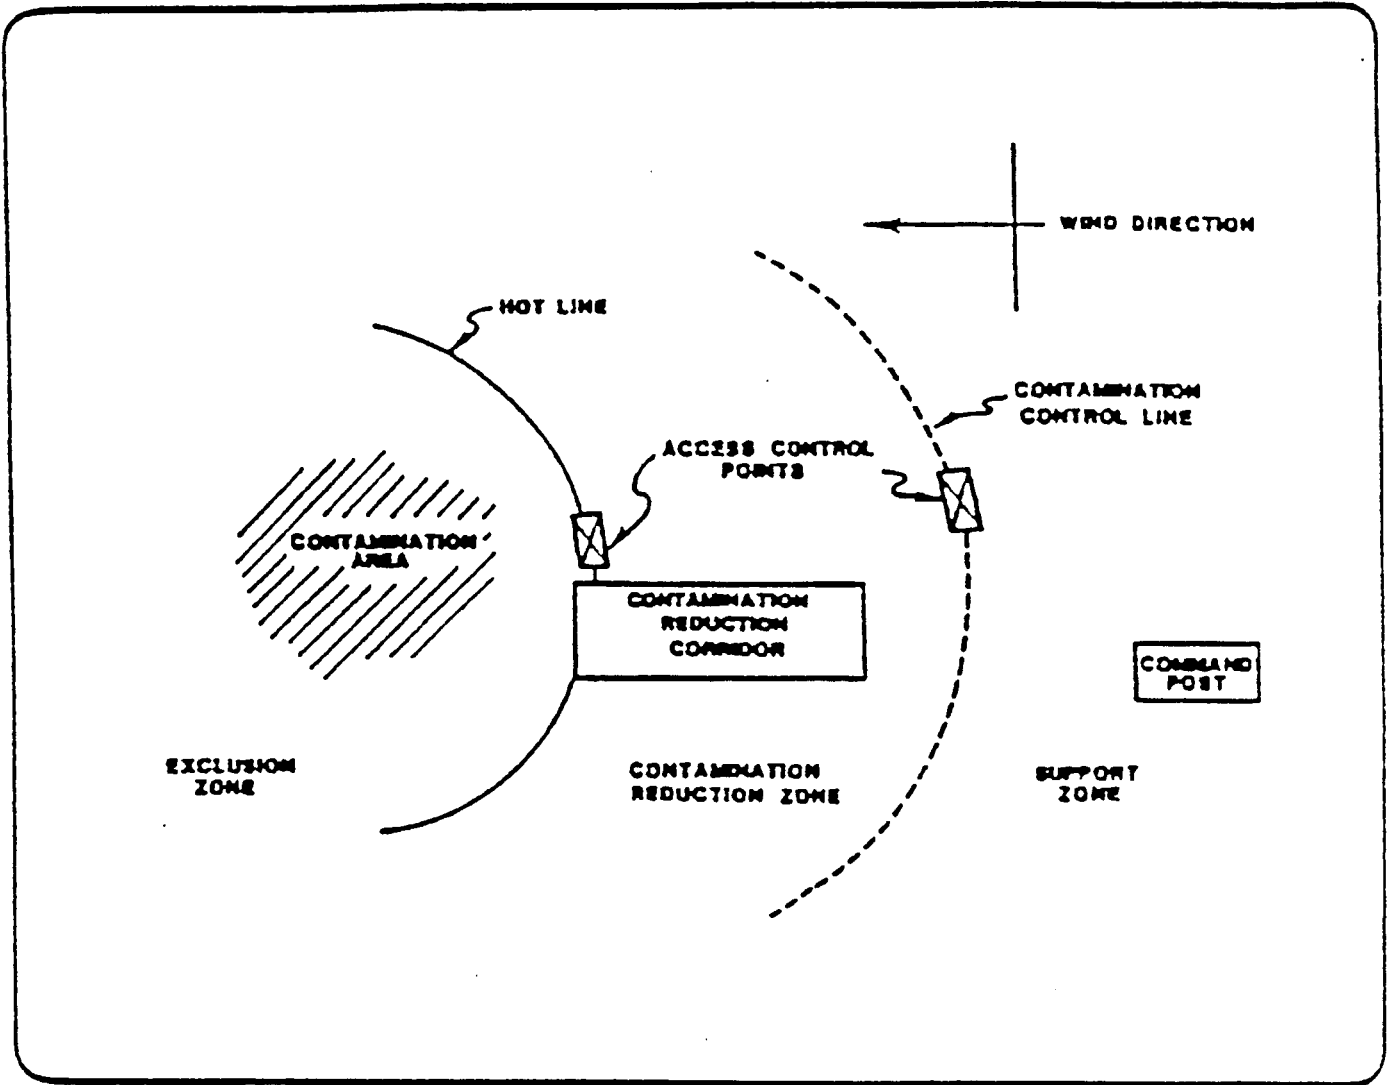 WIND DIRECTION
HOT LINE
CONTAMINATION
CONTROL LINE
ACCESS CONTROL
POINTS
CONTAMINATION
AREA
CONTAMINATION
REDUCTION
CORRIDOR
COMMAND
POST
EXCLUSION
ZONE
CONTAMINATION
REDUCTION ZONE
SUPPORT
ZONE